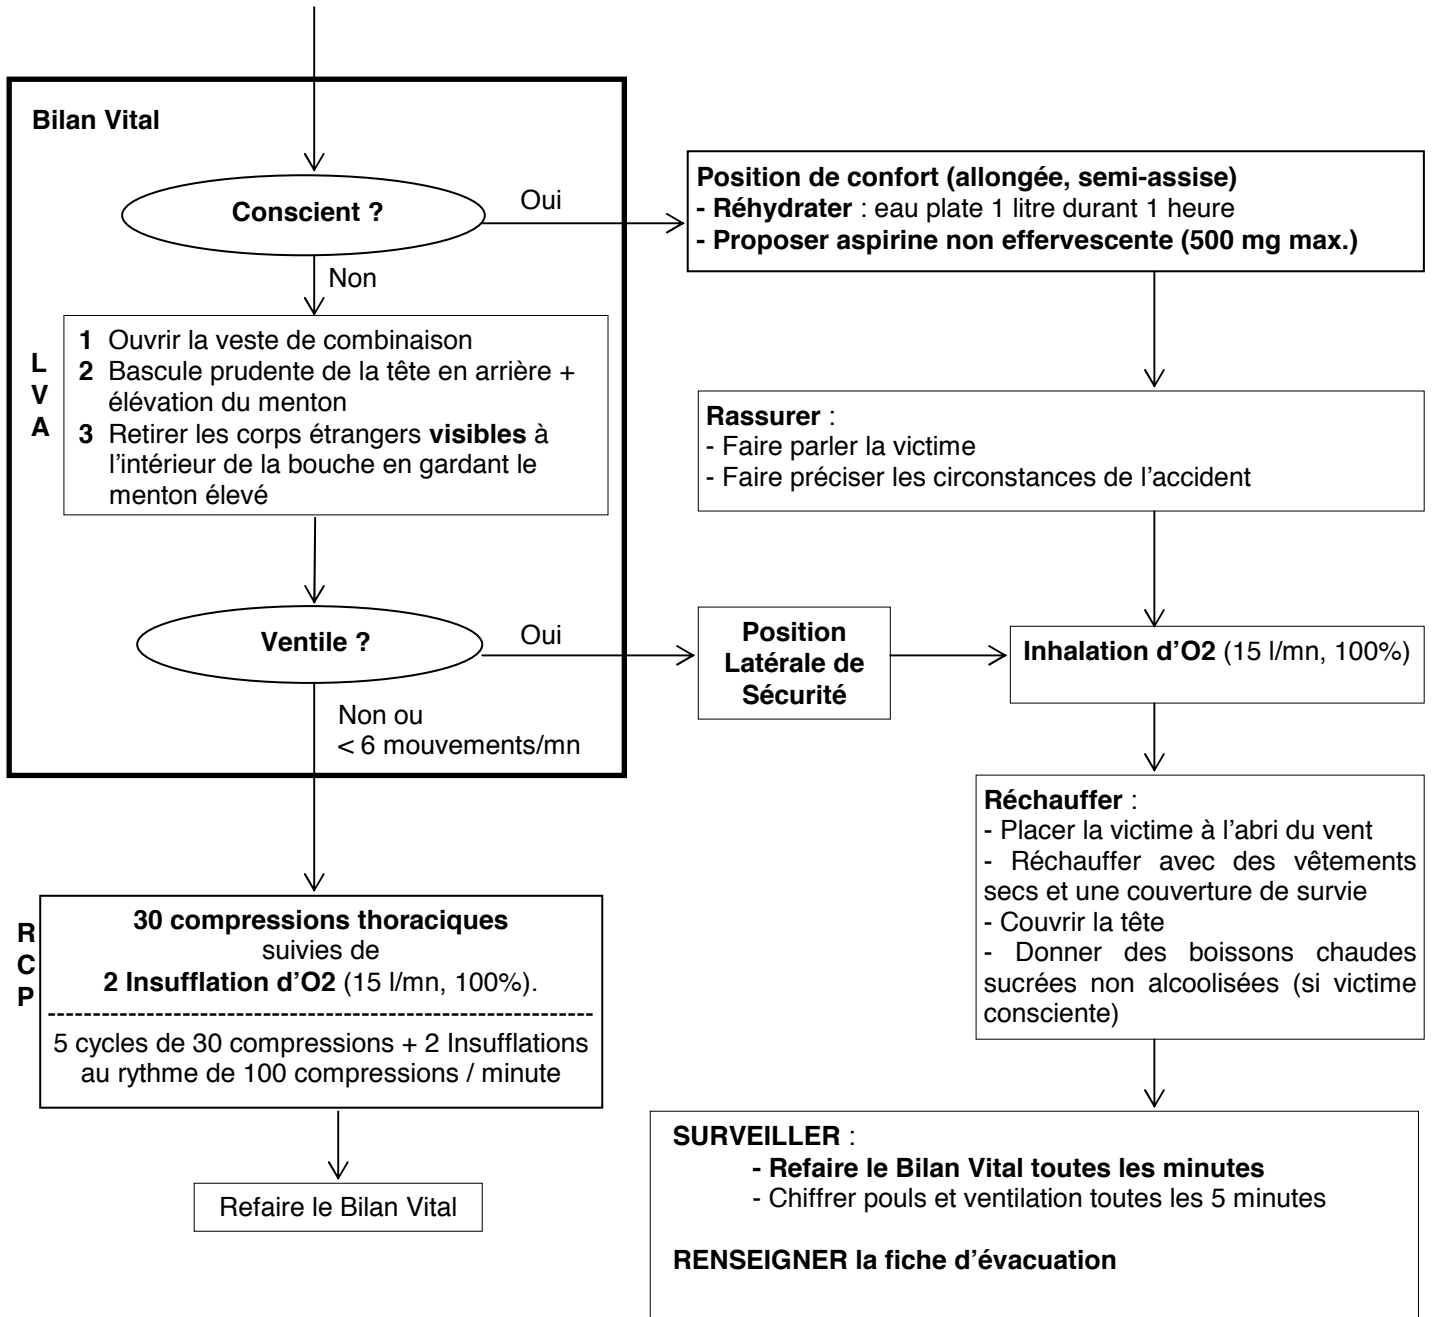 Bilan Vital
Conscient ?
Oui
Non
L
V
A
1 Ouvrir la veste de combinaison
2 Bascule prudente de la tête en arrière +
élévation du menton
3 Retirer les corps étrangers visibles à
l’intérieur de la bouche en gardant le
menton élevé
Ventile ?
Oui
Non ou
< 6 mouvements/mn
R
C
P
30 compressions thoraciques
suivies de
2 Insufflation d’O2 (15 l/mn, 100%).
5 cycles de 30 compressions + 2 Insufflations
au rythme de 100 compressions / minute
Refaire le Bilan Vital
Position de confort (allongée, semi-assise)
- Réhydrater : eau plate 1 litre durant 1 heure
- Proposer aspirine non effervescente (500 mg max.)
Rassurer :
- Faire parler la victime
- Faire préciser les circonstances de l’accident
Position
Latérale de
Sécurité
Inhalation d’O2 (15 l/mn, 100%)
Réchauffer :
- Placer la victime à l’abri du vent
- Réchauffer avec des vêtements
secs et une couverture de survie
- Couvrir la tête
- Donner des boissons chaudes
sucrées non alcoolisées (si victime
consciente)
SURVEILLER :
- Refaire le Bilan Vital toutes les minutes
- Chiffrer pouls et ventilation toutes les 5 minutes
RENSEIGNER la fiche d’évacuation